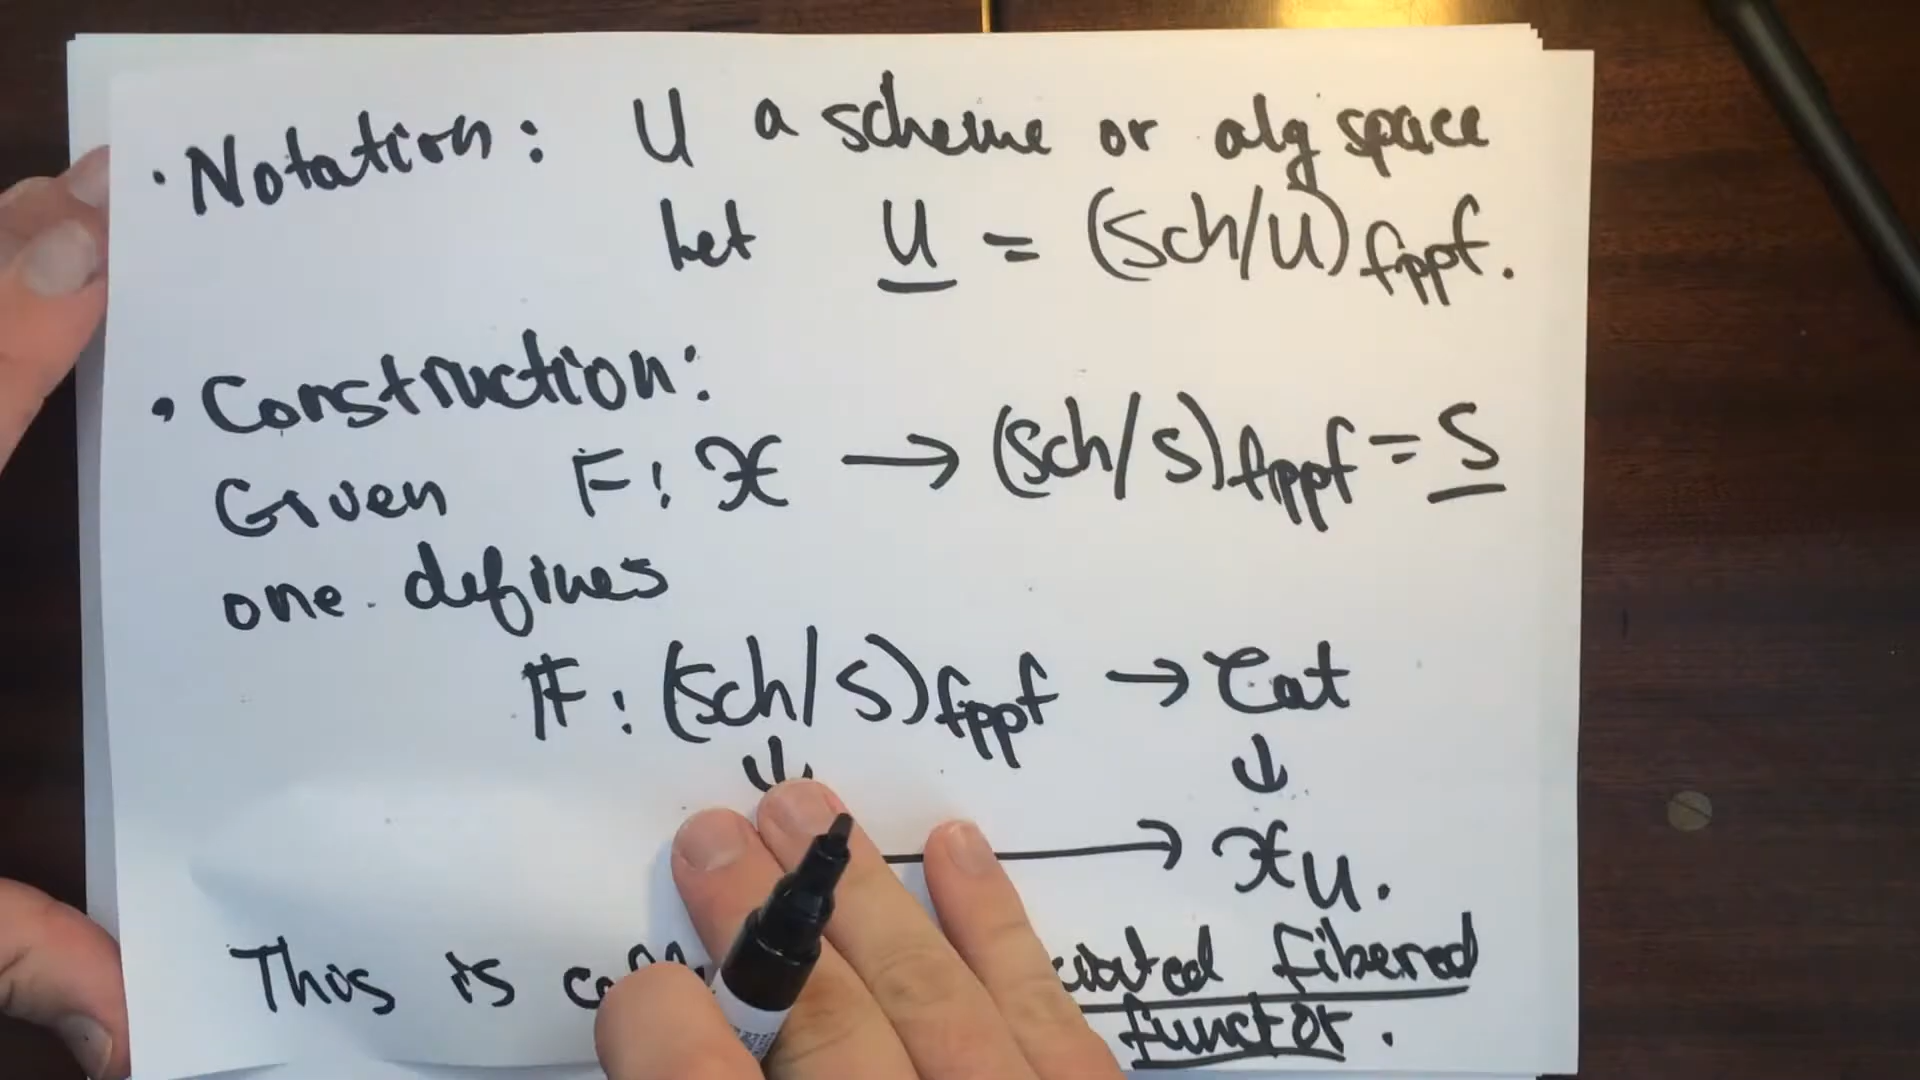 · Notation: U a scheme or alg space
Let U = (Sch/U)fppf.
· Construction:
Given F: 𝒳 → (Sch/S)fppf = S
one defines
𝔽: (Sch/S)fppf → Cat
↓ ↓
→ 𝒳U.
This is fibered
functor.